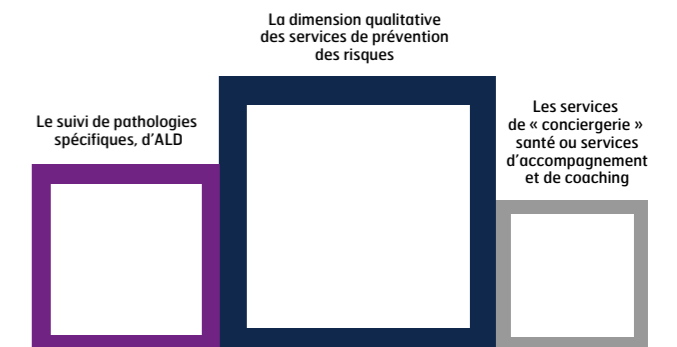 La dimension qualitative
des services de prévention
des risques
Le suivi de pathologies
spécifiques, d'ALD
Les services
de « conciergerie »
santé ou services
d'accompagnement
et de coaching